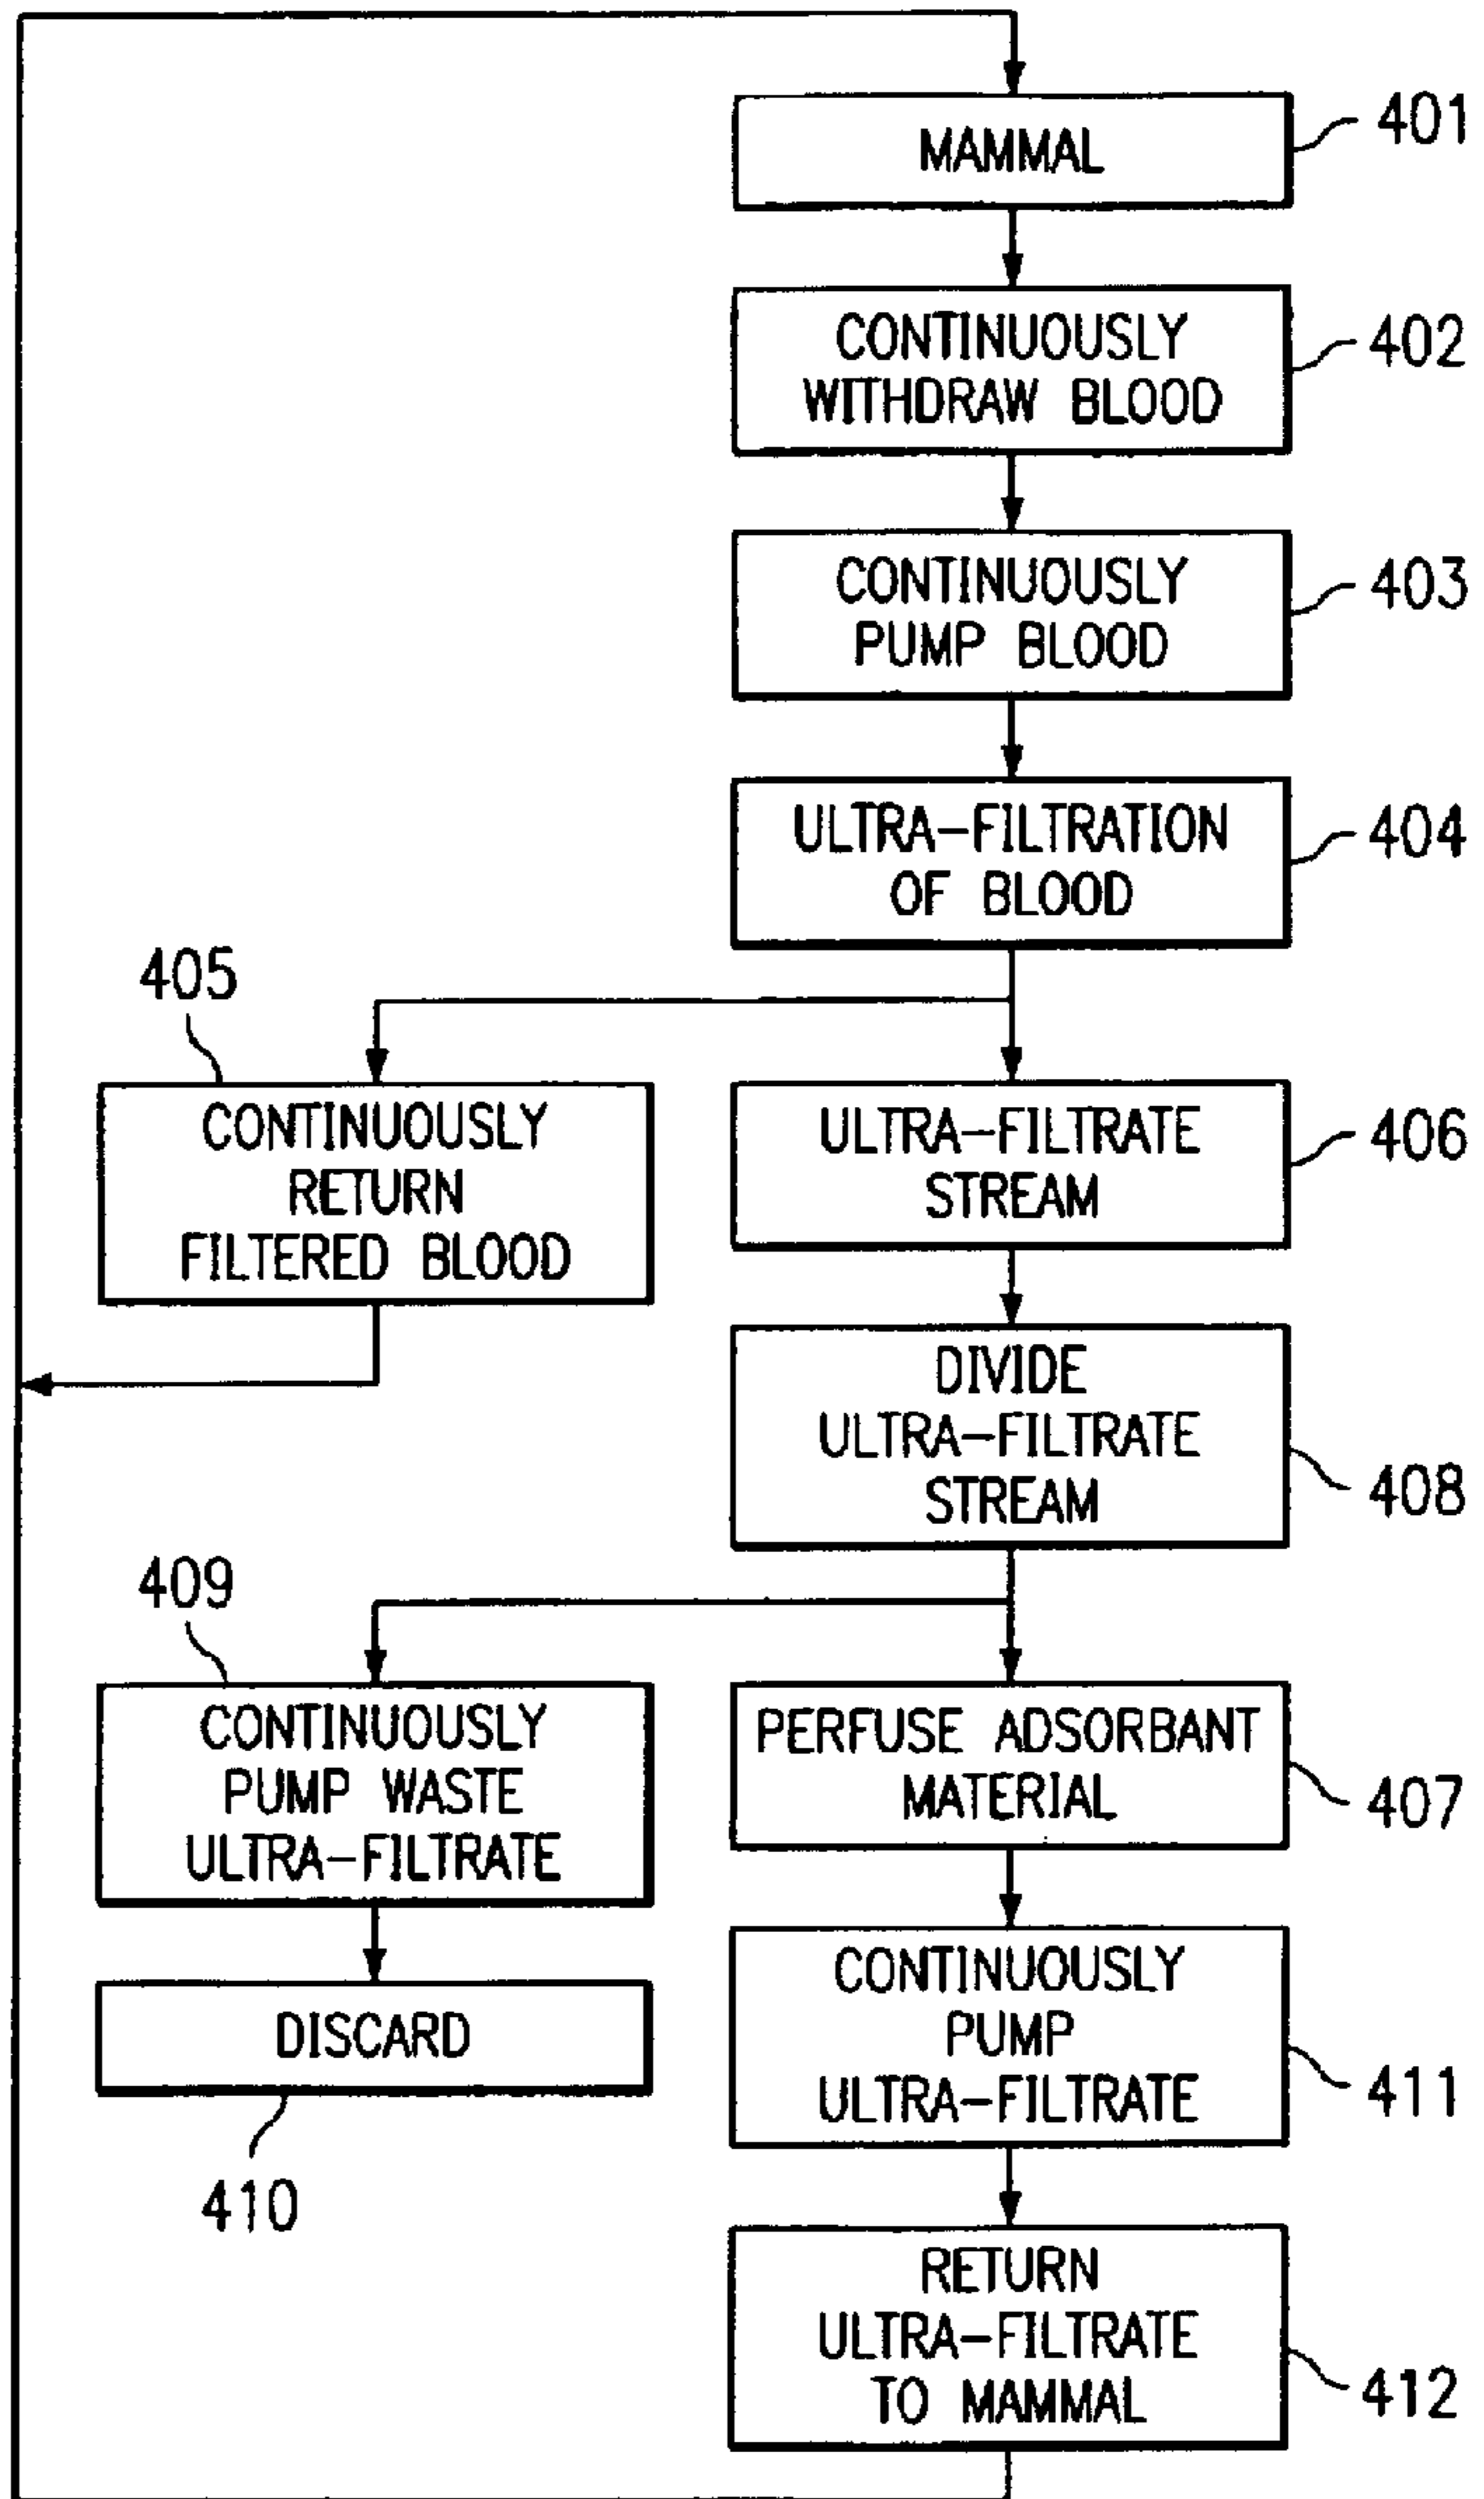 MAMMAL
401
CONTINUOUSLY
WITHDRAW BLOOD
402
CONTINUOUSLY
PUMP BLOOD
403
ULTRA-FILTRATION
OF BLOOD
404
405
CONTINUOUSLY
RETURN
FILTERED BLOOD
ULTRA-FILTRATE
STREAM
406
DIVIDE
ULTRA-FILTRATE
STREAM
408
409
CONTINUOUSLY
PUMP WASTE
ULTRA-FILTRATE
PERFUSE ADSORBANT
MATERIAL
407
DISCARD
410
CONTINUOUSLY
PUMP
ULTRA-FILTRATE
411
RETURN
ULTRA-FILTRATE
TO MAMMAL
412